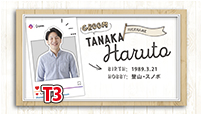 GROOM
TANAKA
Haruto
BIRTH: 1989.3.21
HOBBY: 登山・スノボ
T3